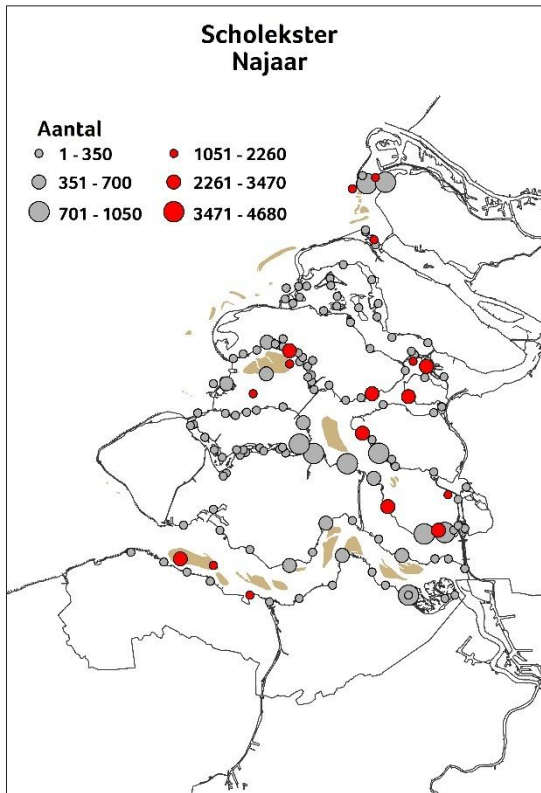 Scholekster
Najaar
Aantal
1 - 350
1051 - 2260
351 - 700
2261 - 3470
701 - 1050
3471 - 4680